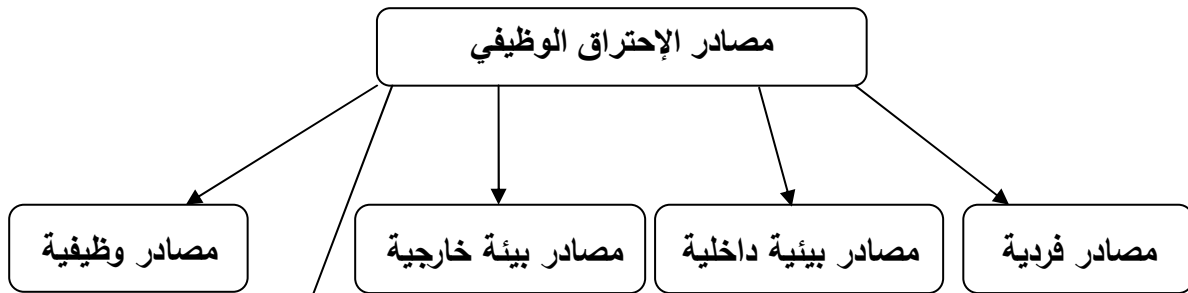 مصادر الإحتراق الوظيفي
مصادر فردية
مصادر بيئية داخلية
مصادر بيئة خارجية
مصادر وظيفية